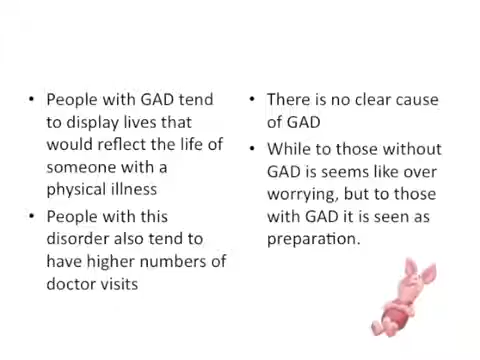 • People with GAD tend
to display lives that
would reflect the life of
someone with a
physical illness
• People with this
disorder also tend to
have higher numbers of
doctor visits
• There is no clear cause
of GAD
• While to those without
GAD is seems like over
worrying, but to those
with GAD it is seen as
preparation.